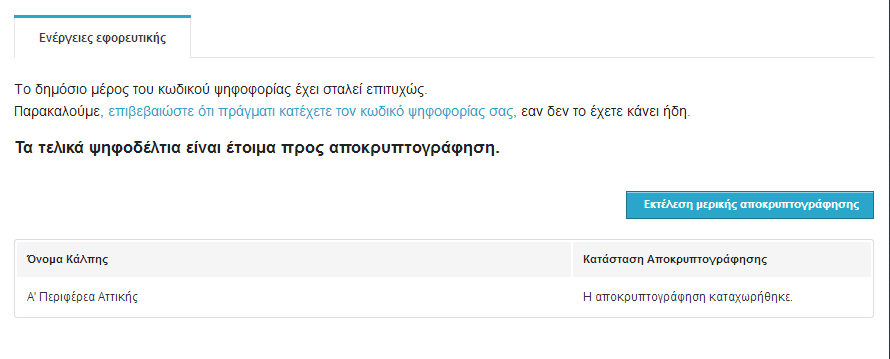 Ενέργειες εφορευτικής
Το δημόσιο μέρος του κωδικού ψηφοφορίας έχει σταλεί επιτυχώς.
Παρακαλούμε, επιβεβαιώστε ότι πράγματι κατέχετε τον κωδικό ψηφοφορίας σας, εαν δεν το έχετε κάνει ήδη.
Τα τελικά ψηφοδέλτια είναι έτοιμα προς αποκρυπτογράφηση.
Εκτέλεση μερικής αποκρυπτογράφησης
Όνομα Κάλπης Κατάσταση Αποκρυπτογράφησης
Α' Περιφέρεα Αττικής Η αποκρυπτογράφηση καταχωρήθηκε.